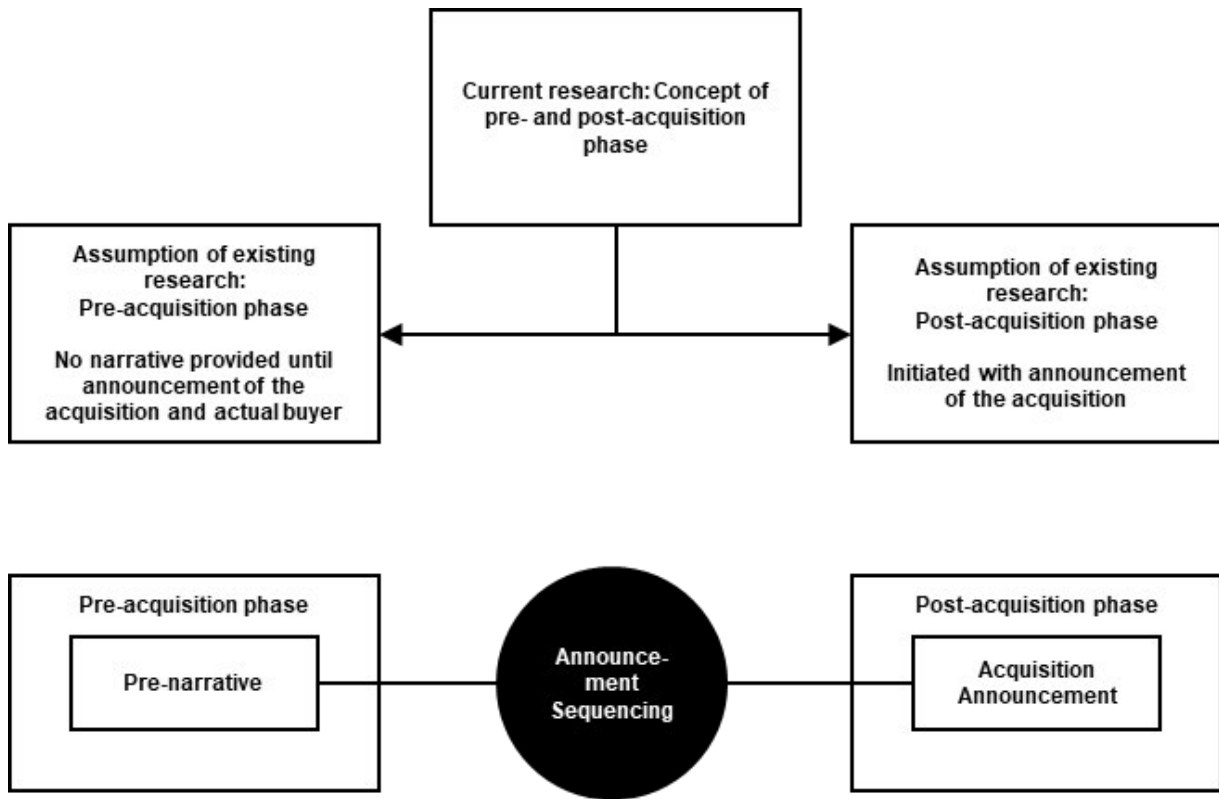 Current research: Concept of
pre- and post-acquisition
phase
Assumption of existing
research:
Pre-acquisition phase
No narrative provided until
announcement of the
acquisition and actual buyer
Assumption of existing
research:
Post-acquisition phase
Initiated with announcement
of the acquisition
Pre-acquisition phase
Pre-narrative
Announce-
ment
Sequencing
Post-acquisition phase
Acquisition
Announcement